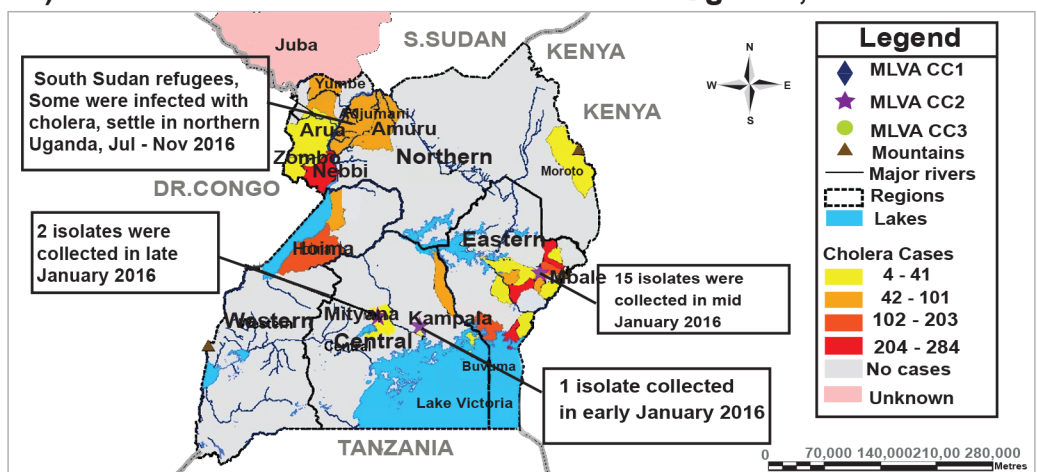 Juba
S.SUDAN
KENYA
KENYA
South Sudan refugees,
Some were infected with
cholera, settle in northern
Uganda, Jul - Nov 2016
Yumbe
Adjumani
Arua
Amuru
Zombo
Nebbi
Northern
Moroto
DR.CONGO
2 isolates were
collected in late
January 2016
Hoima
Eastern
Mbale
15 isolates were
collected in mid
January 2016
Western
Western
Mityana
Kampala
Central
Central
Buvuma
Lake Victoria
1 isolate collected
in early January 2016
TANZANIA
N
W
E
S
Legend
MLVA CC1
MLVA CC2
MLVA CC3
Mountains
Major rivers
Regions
Lakes
Cholera Cases
4 - 41
42 - 101
102 - 203
204 - 284
No cases
Unknown
0 70,000 140,000210,00 280,000
Metres